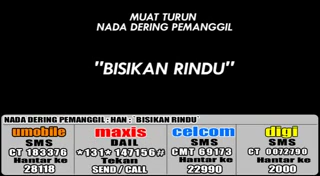 MUAT TURUN
NADA DERING PEMANGGIL
"BISIKAN RINDU"
NADA DERING PEMANGGIL : HAN : ¨BISIKAN RINDU¨
umobile
SMS
CT 183376
Hantar ke
28118
maxis
DAIL
*131* 147156#
Tekan
SEND / CALL
celcom
SMS
CMT 69173
Hantar ke
22990
digi
SMS
CT 0072790
Hantar ke
2000